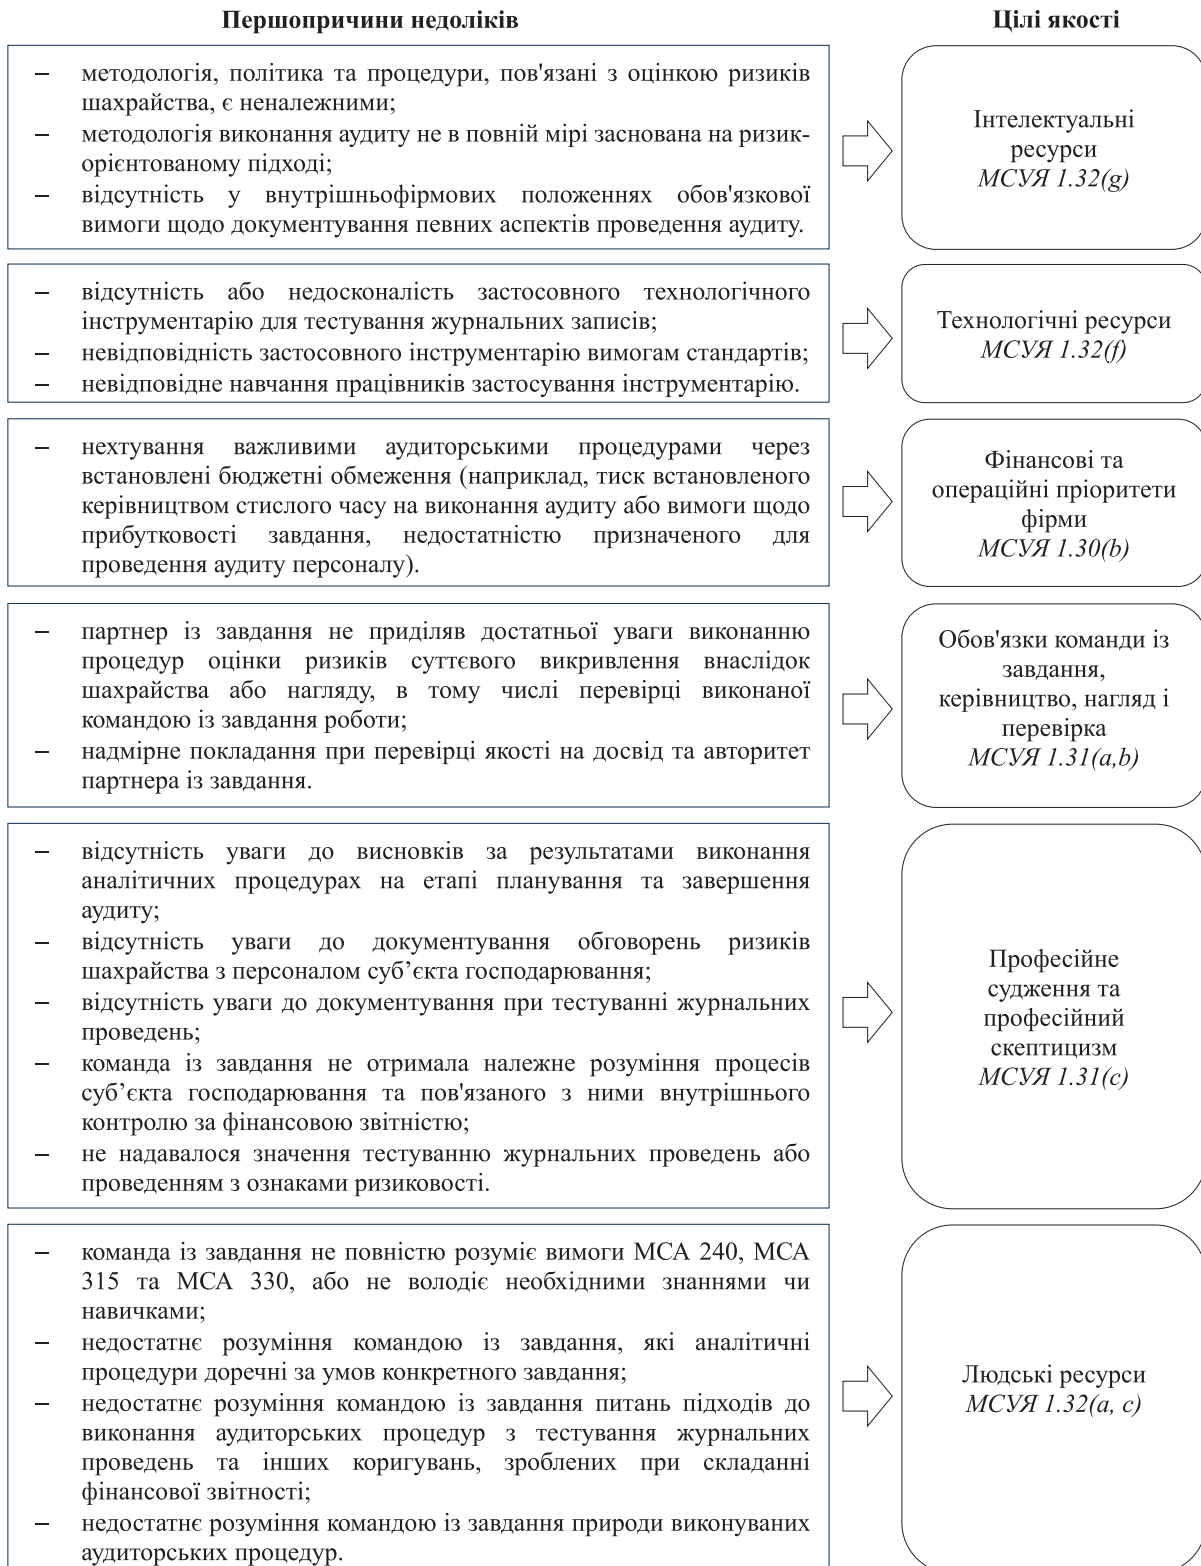 Першопричини недоліків
Цілі якості
– методологія, політика та процедури, пов'язані з оцінкою ризиків
шахрайства, є неналежними;
– методологія виконання аудиту не в повній мірі заснована на ризик-
орієнтованому підході;
– відсутність у внутрішньофірмових положеннях обов'язкової
вимоги щодо документування певних аспектів проведення аудиту.
Інтелектуальні
ресурси
МСУЯ 1.32(g)
– відсутність або недосконалість застосовного технологічного
інструментарію для тестування журнальних записів;
– невідповідність застосовного інструментарію вимогам стандартів;
– невідповідне навчання працівників застосування інструментарію.
Технологічні ресурси
МСУЯ 1.32(f)
– нехтування важливими аудиторськими процедурами через
встановлені бюджетні обмеження (наприклад, тиск встановленого
керівництвом стислого часу на виконання аудиту або вимоги щодо
прибутковості завдання, недостатністю призначеного для
проведення аудиту персоналу).
Фінансові та
операційні пріоритети
фірми
МСУЯ 1.30(b)
– партнер із завдання не приділяв достатньої уваги виконанню
процедур оцінки ризиків суттєвого викривлення внаслідок
шахрайства або нагляду, в тому числі перевірці виконаної
командою із завдання роботи;
– надмірне покладання при перевірці якості на досвід та авторитет
партнера із завдання.
Обов'язки команди із
завдання,
керівництво, нагляд і
перевірка
МСУЯ 1.31(a,b)
– відсутність уваги до висновків за результатами виконання
аналітичних процедурах на етапі планування та завершення
аудиту;
– відсутність уваги до документування обговорень ризиків
шахрайства з персоналом суб’єкта господарювання;
– відсутність уваги до документування при тестуванні журнальних
проведень;
– команда із завдання не отримала належне розуміння процесів
суб’єкта господарювання та пов'язаного з ними внутрішнього
контролю за фінансовою звітністю;
– не надавалося значення тестуванню журнальних проведень або
проведенням з ознаками ризиковості.
Професійне
судження та
професійний
скептицизм
МСУЯ 1.31(c)
– команда із завдання не повністю розуміє вимоги МСА 240, МСА
315 та МСА 330, або не володіє необхідними знаннями чи
навичками;
– недостатнє розуміння командою із завдання, які аналітичні
процедури доречні за умов конкретного завдання;
– недостатнє розуміння командою із завдання питань підходів до
виконання аудиторських процедур з тестування журнальних
проведень та інших коригувань, зроблених при складанні
фінансової звітності;
– недостатнє розуміння командою із завдання природи виконуваних
аудиторських процедур.
Людські ресурси
МСУЯ 1.32(a, c)